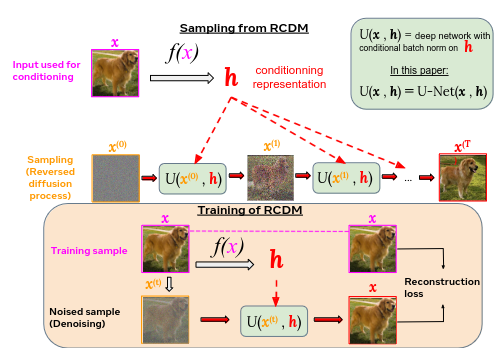 Sampling from RCDM
x
f(x)
Input used for
conditioning
h
conditionning
representation
U(x , h) = deep network with
conditional batch norm on h
In this paper:
U(x , h) = U-Net(x , h)
x(0)
x(1)
x(T
Sampling
(Reversed
diffusion
process)
U(x(0) , h)
U(x(1) , h)
...
Training of RCDM
x
x
Training sample
f(x)
h
x(t)
x
Reconstruction
loss
Noised sample
(Denoising)
U(x(t) , h)